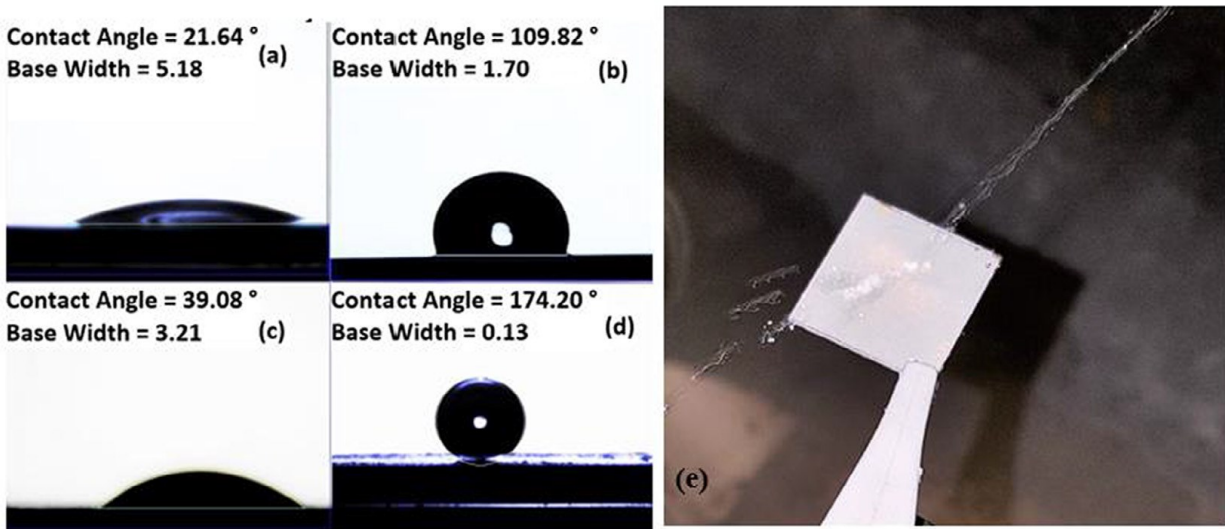 Contact Angle = 21.64 °
Base Width = 5.18
(a)
Contact Angle = 109.82 °
Base Width = 1.70
(b)
Contact Angle = 39.08 °
Base Width = 3.21
(c)
Contact Angle = 174.20 °
Base Width = 0.13
(d)
(e)